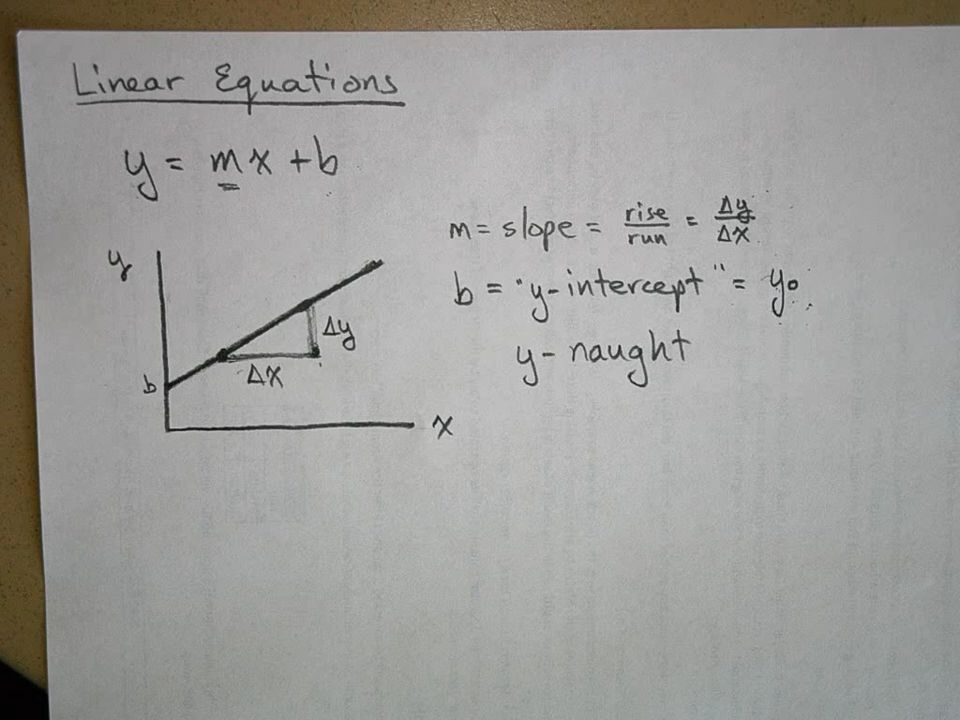 Linear Equations
y = mx + b
m = slope = rise/run = Δy/Δx
b = "y-intercept" = y₀
y-naught
y
Δy
Δx
b
x